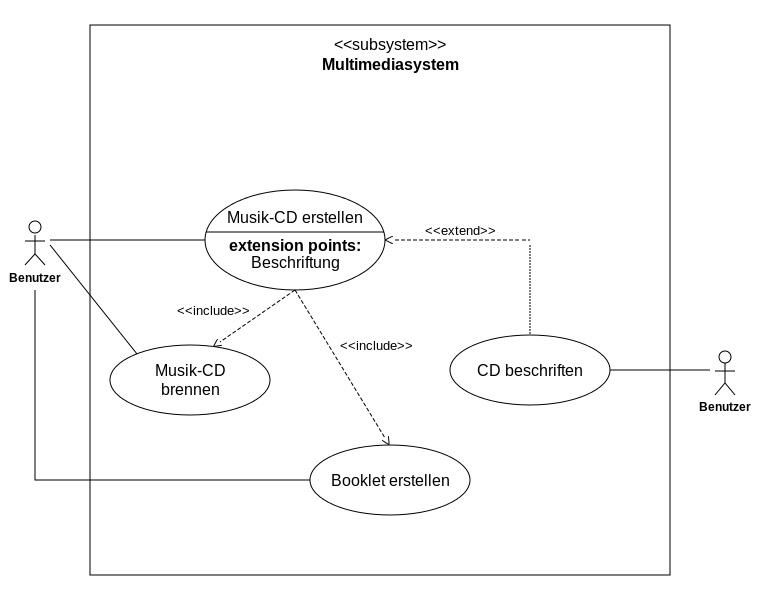 <<subsystem>>
Multimediasystem
Musik-CD erstellen
extension points:
Beschriftung
<<extend>>
Benutzer
<<include>>
<<include>>
Musik-CD
brennen
CD beschriften
Benutzer
Booklet erstellen